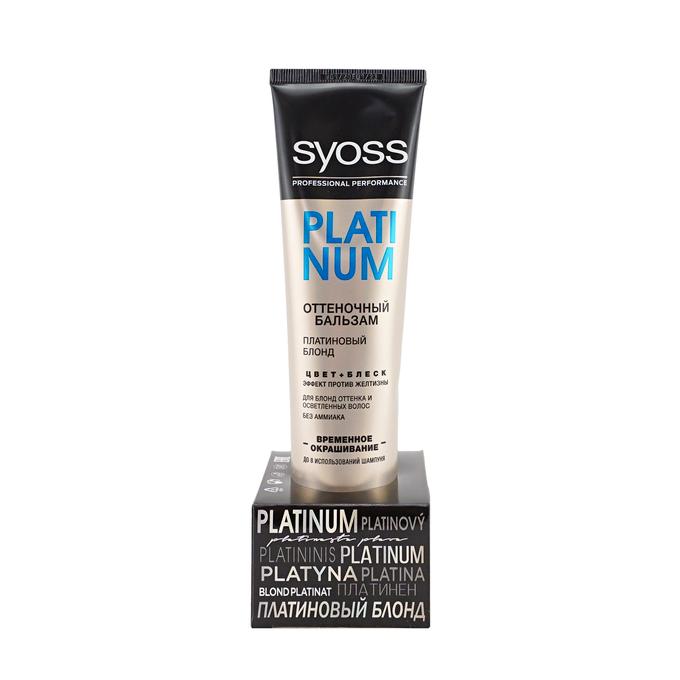 syoss
PROFESSIONAL PERFORMANCE
PLATI
NUM
ОТТЕНОЧНЫЙ
БАЛЬЗАМ
ПЛАТИНОВЫЙ
БЛОНД
ЦВЕТ+БЛЕСК
ЭФФЕКТ ПРОТИВ ЖЕЛТИЗНЫ
ДЛЯ БЛОНД ОТТЕНКА И
ОСВЕТЛЕННЫХ ВОЛОС
БЕЗ АММИАКА
– ВРЕМЕННОЕ –
ОКРАШИВАНИЕ
ДО 8 ИСПОЛЬЗОВАНИЙ ШАМПУНЯ
PLATINUM PLATINOVÝ
PLATININIS PLATINUM
PLATYNA PLATINA
BLOND PLATINAT ПЛАТИНЕН
ПЛАТИНОВЫЙ БЛОНД